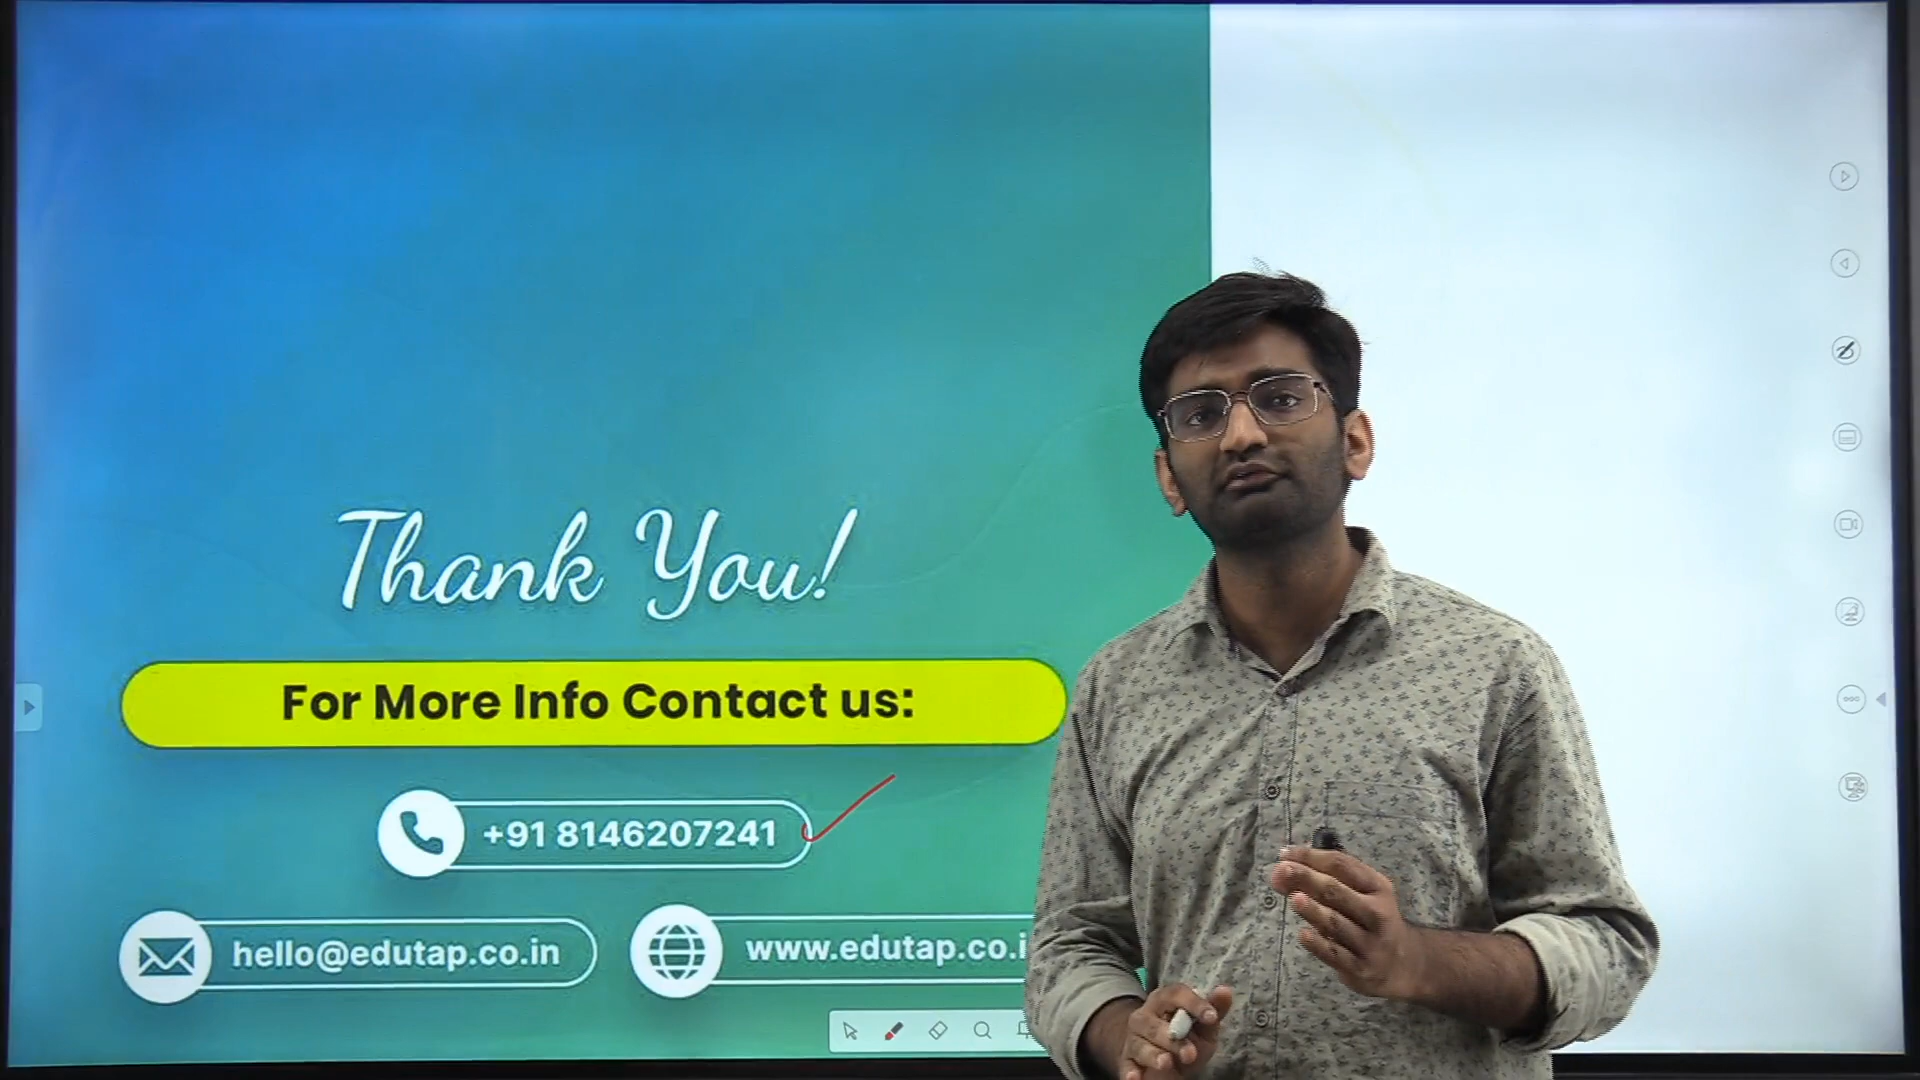 Thank You!
For More Info Contact us:
+91 8146207241
hello@edutap.co.in
www.edutap.co.i